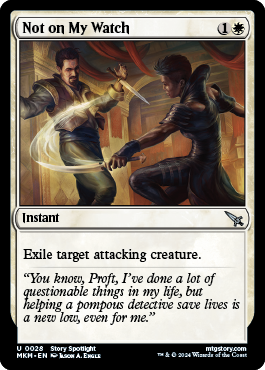 Not on My Watch
1
Instant
Exile target attacking creature.
“You know, Proft, I’ve done a lot of
questionable things in my life, but
helping a pompous detective save lives is
a new low, even for me.”
U 0028 Story Spotlight
mtgstory.com
MKM • EN Jason A. Engle
™ & © 2024 Wizards of the Coast